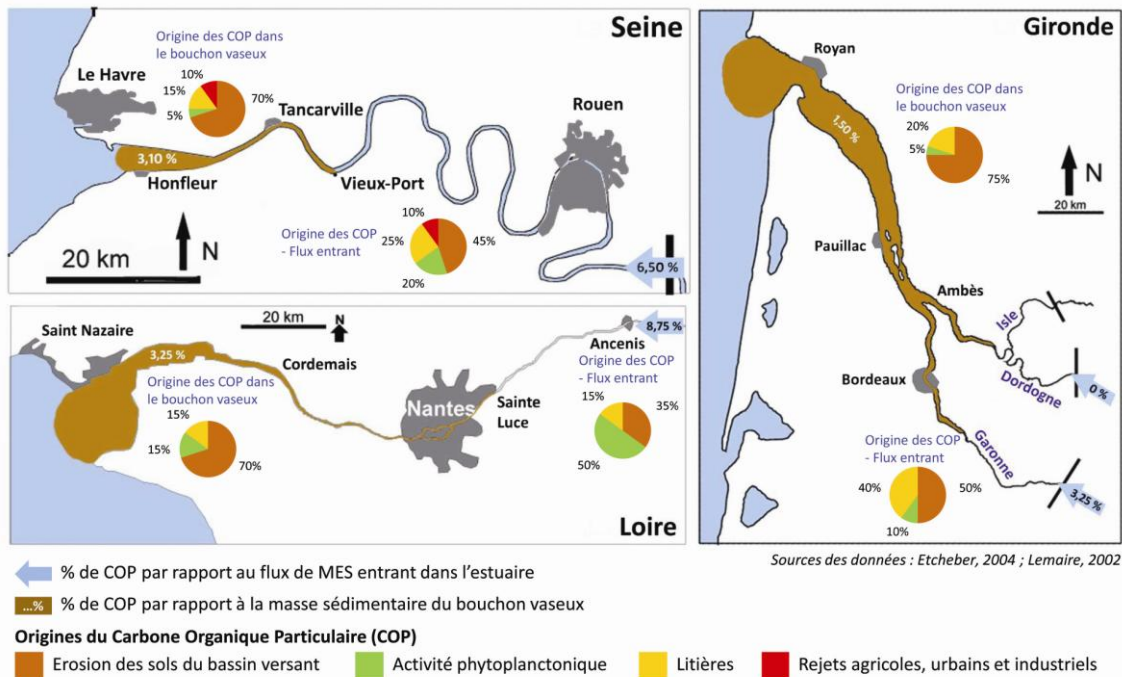 Seine
Origine des COP dans
le bouchon vaseux
10%
15%
5%
70%
Le Havre
Tancarville
Rouen
3,10 %
Honfleur
Vieux-Port
N
20 km
Origine des COP
- Flux entrant
10%
25%
45%
20%
6,50 %
20 km
N
Saint Nazaire
3,25 %
Cordemais
Ancenis
8,75 %
Origine des COP dans
le bouchon vaseux
15%
15%
70%
Nantes
Sainte
Luce
Origine des COP
- Flux entrant
15%
35%
50%
Loire
Gironde
Royan
Origine des COP dans
le bouchon vaseux
20%
5%
75%
1,50 %
N
20 km
Pauillac
Ambès
Isle
Dordogne
0 %
Bordeaux
Garonne
Origine des COP
- Flux entrant
40%
50%
10%
3,25 %
Sources des données : Etcheber, 2004 ; Lemaire, 2002
% de COP par rapport au flux de MES entrant dans l'estuaire
...% % de COP par rapport à la masse sédimentaire du bouchon vaseux
Origines du Carbone Organique Particulaire (COP)
Erosion des sols du bassin versant Activité phytoplanctonique Litières Rejets agricoles, urbains et industriels